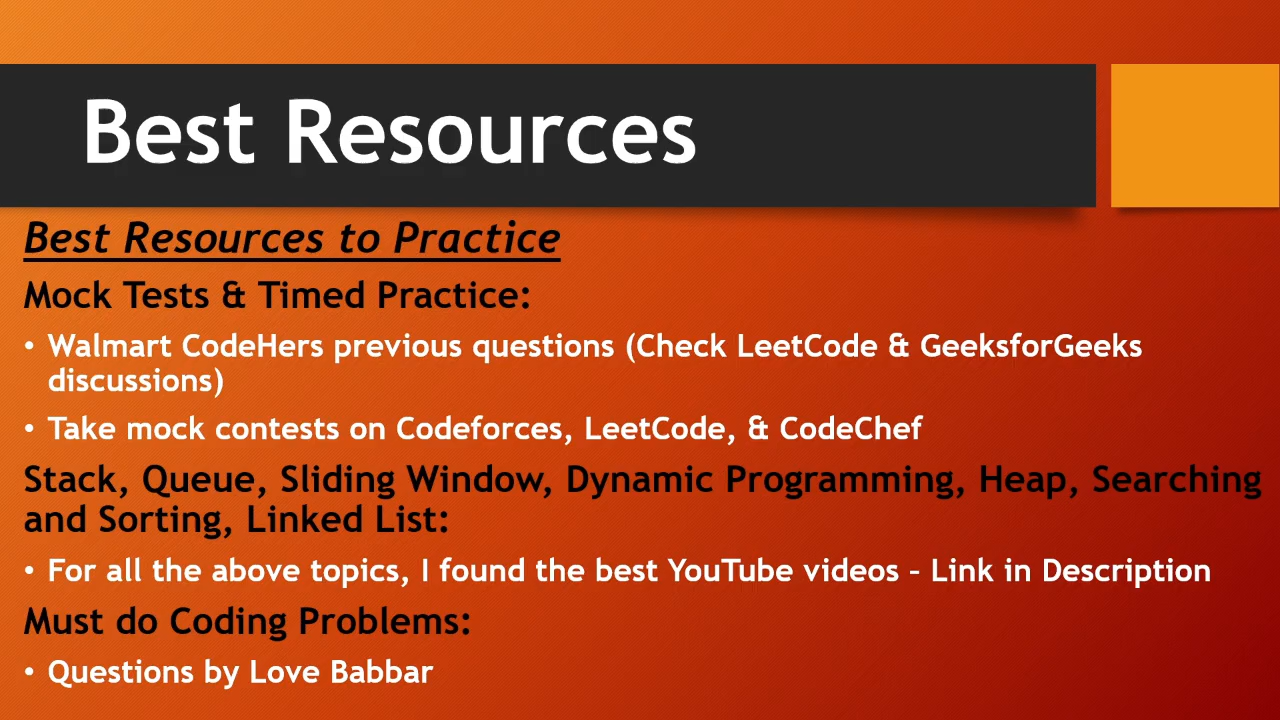 Best Resources
Best Resources to Practice
Mock Tests & Timed Practice:
• Walmart CodeHers previous questions (Check LeetCode & GeeksforGeeks
discussions)
• Take mock contests on Codeforces, LeetCode, & CodeChef
Stack, Queue, Sliding Window, Dynamic Programming, Heap, Searching
and Sorting, Linked List:
• For all the above topics, I found the best YouTube videos – Link in Description
Must do Coding Problems:
• Questions by Love Babbar